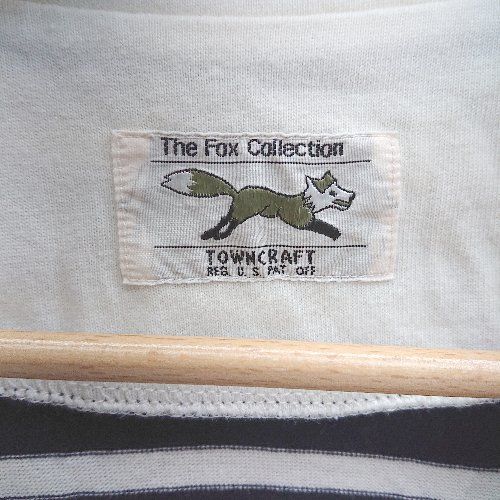 The Fox Collection
TOWNCRAFT
REG. U. S. PAT. OFF